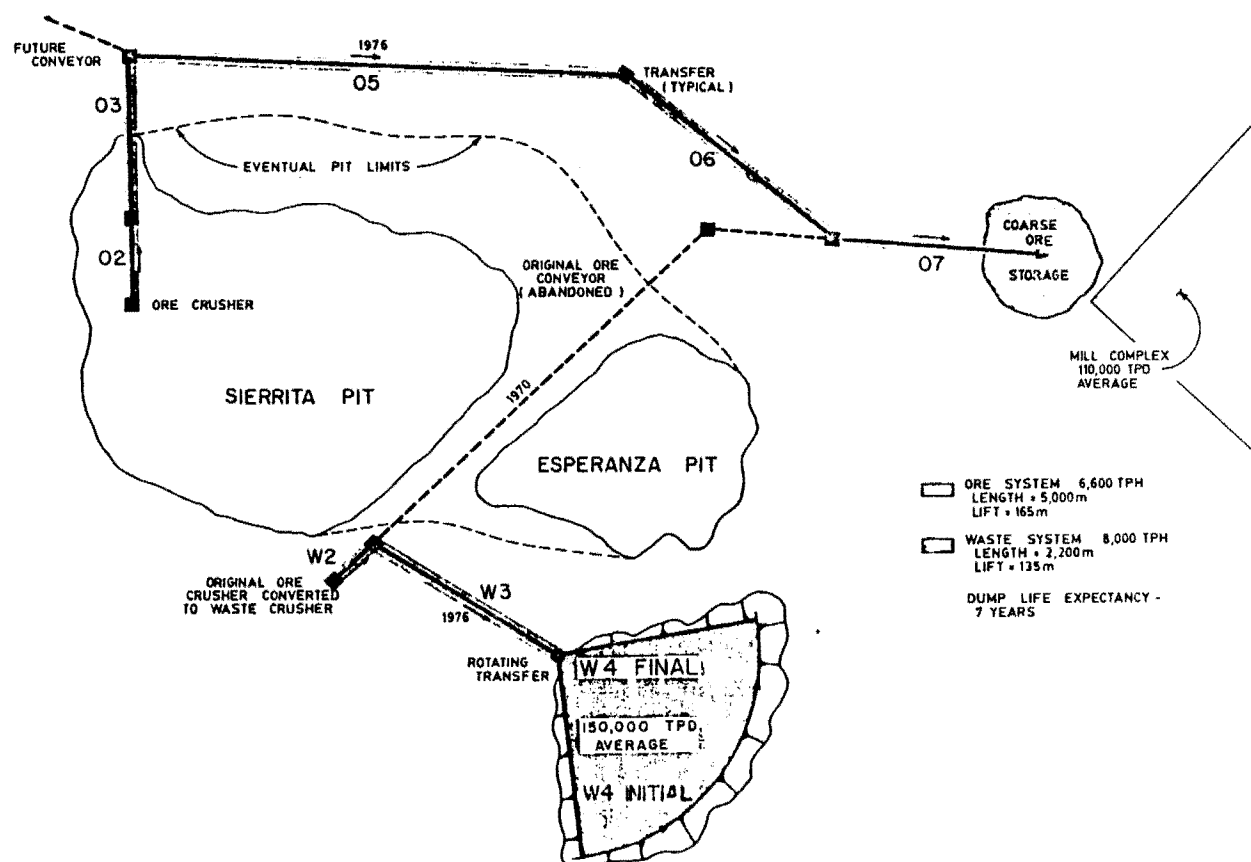 1976
FUTURE
CONVEYOR
05
TRANSFER
(TYPICAL)
03
06
EVENTUAL PIT LIMITS
COARSE
ORE
STORAGE
02
07
ORIGINAL ORE
CONVEYOR
(ABANDONED)
ORE CRUSHER
MILL COMPLEX
110,000 TPD
AVERAGE
SIERRITA PIT
1970
ESPERANZA PIT
ORE SYSTEM 6,600 TPH
LENGTH = 5,000m
LIFT = 165m
WASTE SYSTEM 8,000 TPH
LENGTH = 2,200m
LIFT = 135m
DUMP LIFE EXPECTANCY -
7 YEARS
W2
ORIGINAL ORE
CRUSHER CONVERTED
TO WASTE CRUSHER
W3
1976
ROTATING
TRANSFER
W4 FINAL
150,000 TPD
AVERAGE
W4 INITIAL